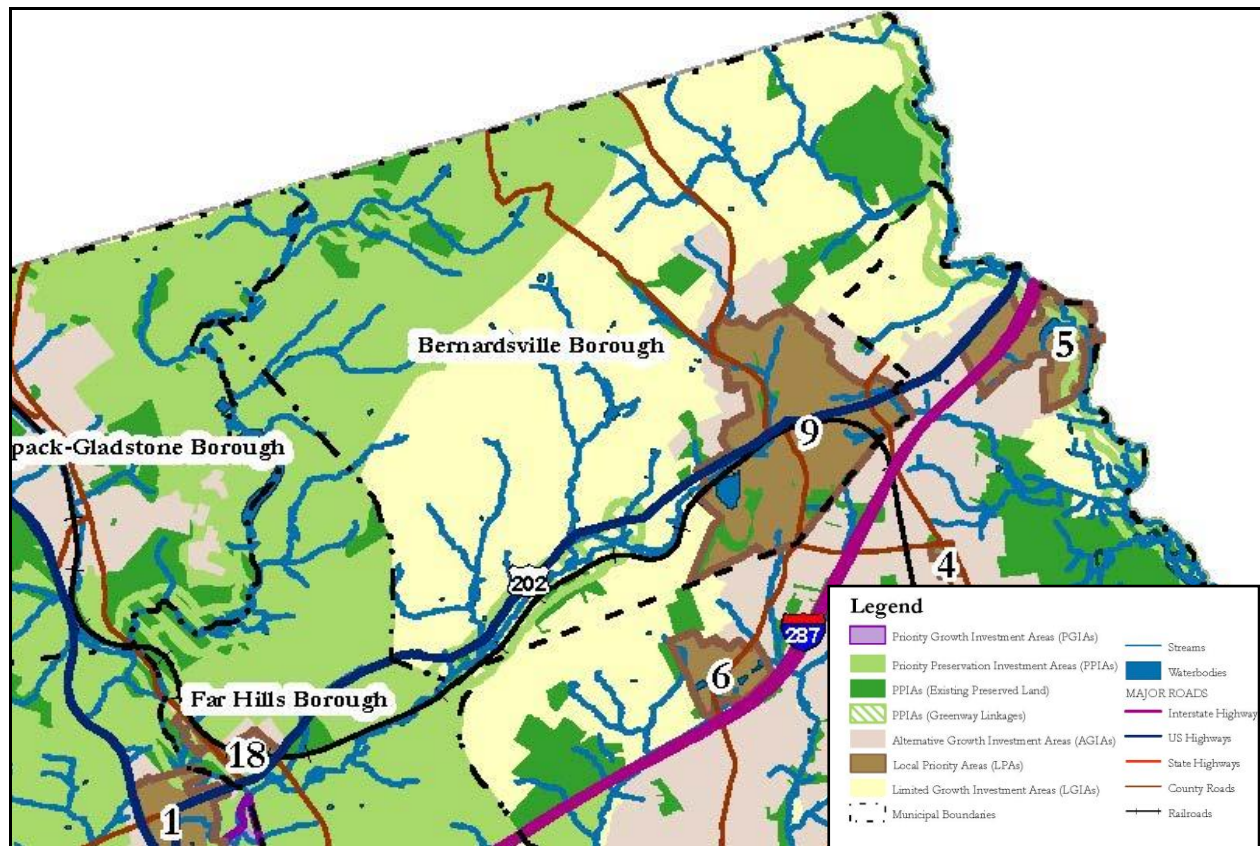 Bernardsville Borough
5
9
pack-Gladstone Borough
202
4
287
6
Far Hills Borough
18
1
Legend
Priority Growth Investment Areas (PGIAs)
Priority Preservation Investment Areas (PPIAs)
PPIAs (Existing Preserved Land)
PPIAs (Greenway Linkages)
Alternative Growth Investment Areas (AGIAs)
Local Priority Areas (LPAs)
Limited Growth Investment Areas (LGIAs)
Municipal Boundaries
Streams
Waterbodies
MAJOR ROADS
Interstate Highway
US Highways
State Highways
County Roads
Railroads